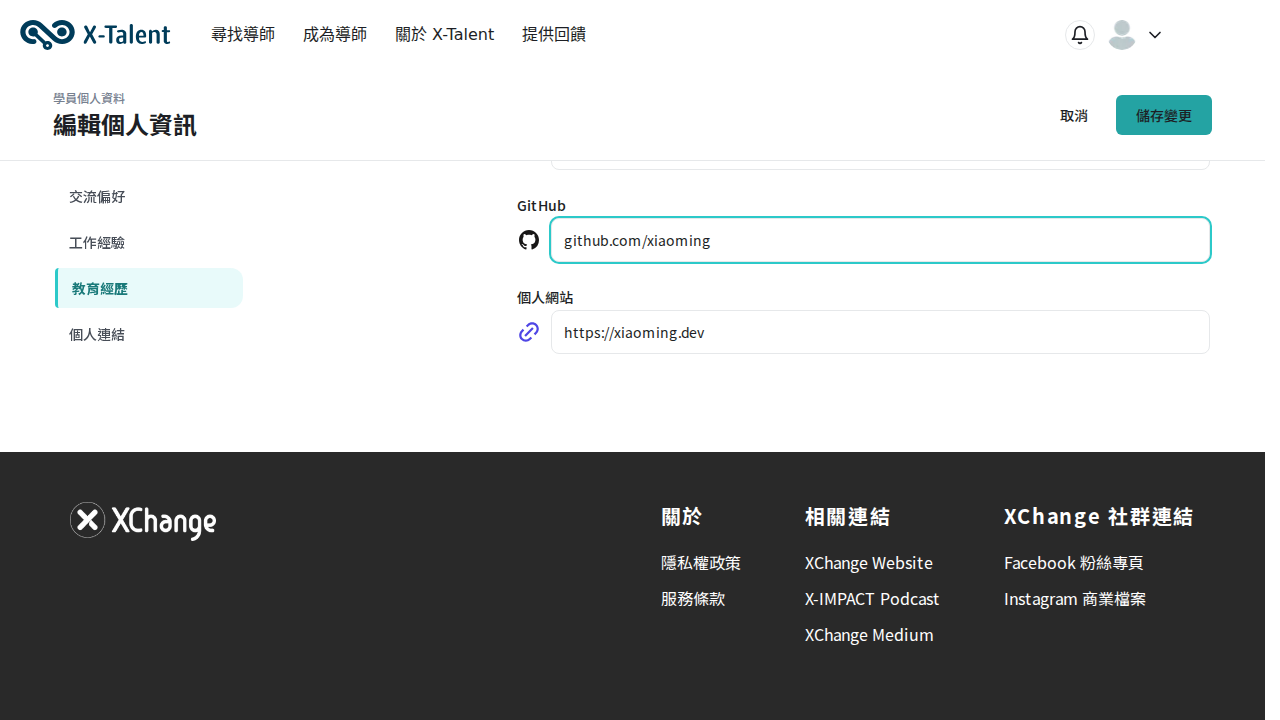 X-Talent
尋找導師
成為導師
關於 X-Talent
提供回饋
學員個人資料
編輯個人資訊
取消
儲存變更
交流偏好
工作經驗
教育經歷
個人連結
GitHub
github.com/xiaoming
個人網站
https://xiaoming.dev
XChange
關於
隱私權政策
服務條款
相關連結
XChange Website
X-IMPACT Podcast
XChange Medium
XChange 社群連結
Facebook 粉絲專頁
Instagram 商業檔案